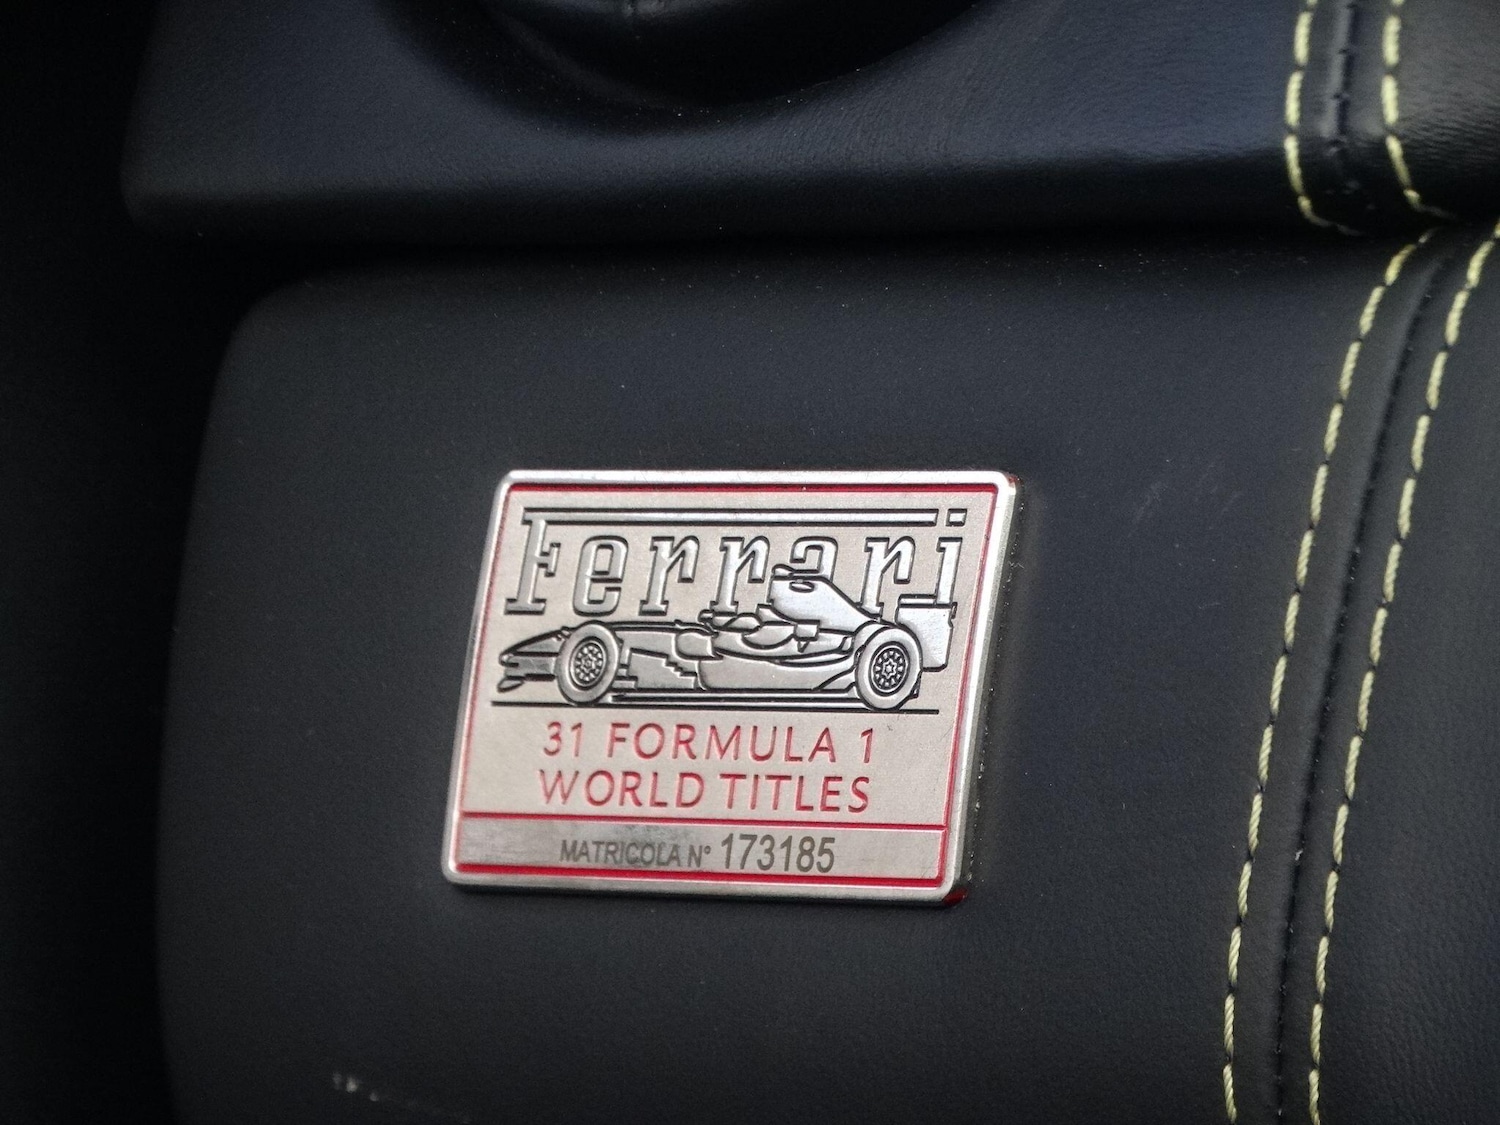 Ferrari
31 FORMULA 1
WORLD TITLES
MATRICOLA N° 173185